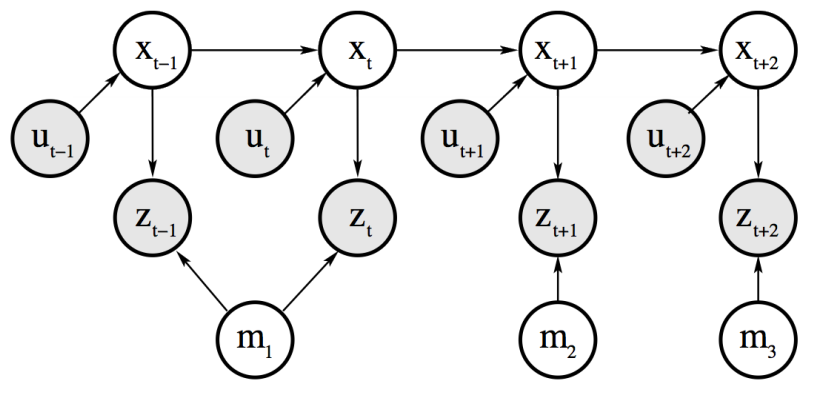 x_{t−1} x_t x_{t+1} x_{t+2}
u_{t−1} u_t u_{t+1} u_{t+2}
z_{t−1} z_t z_{t+1} z_{t+2}
m_1 m_2 m_3